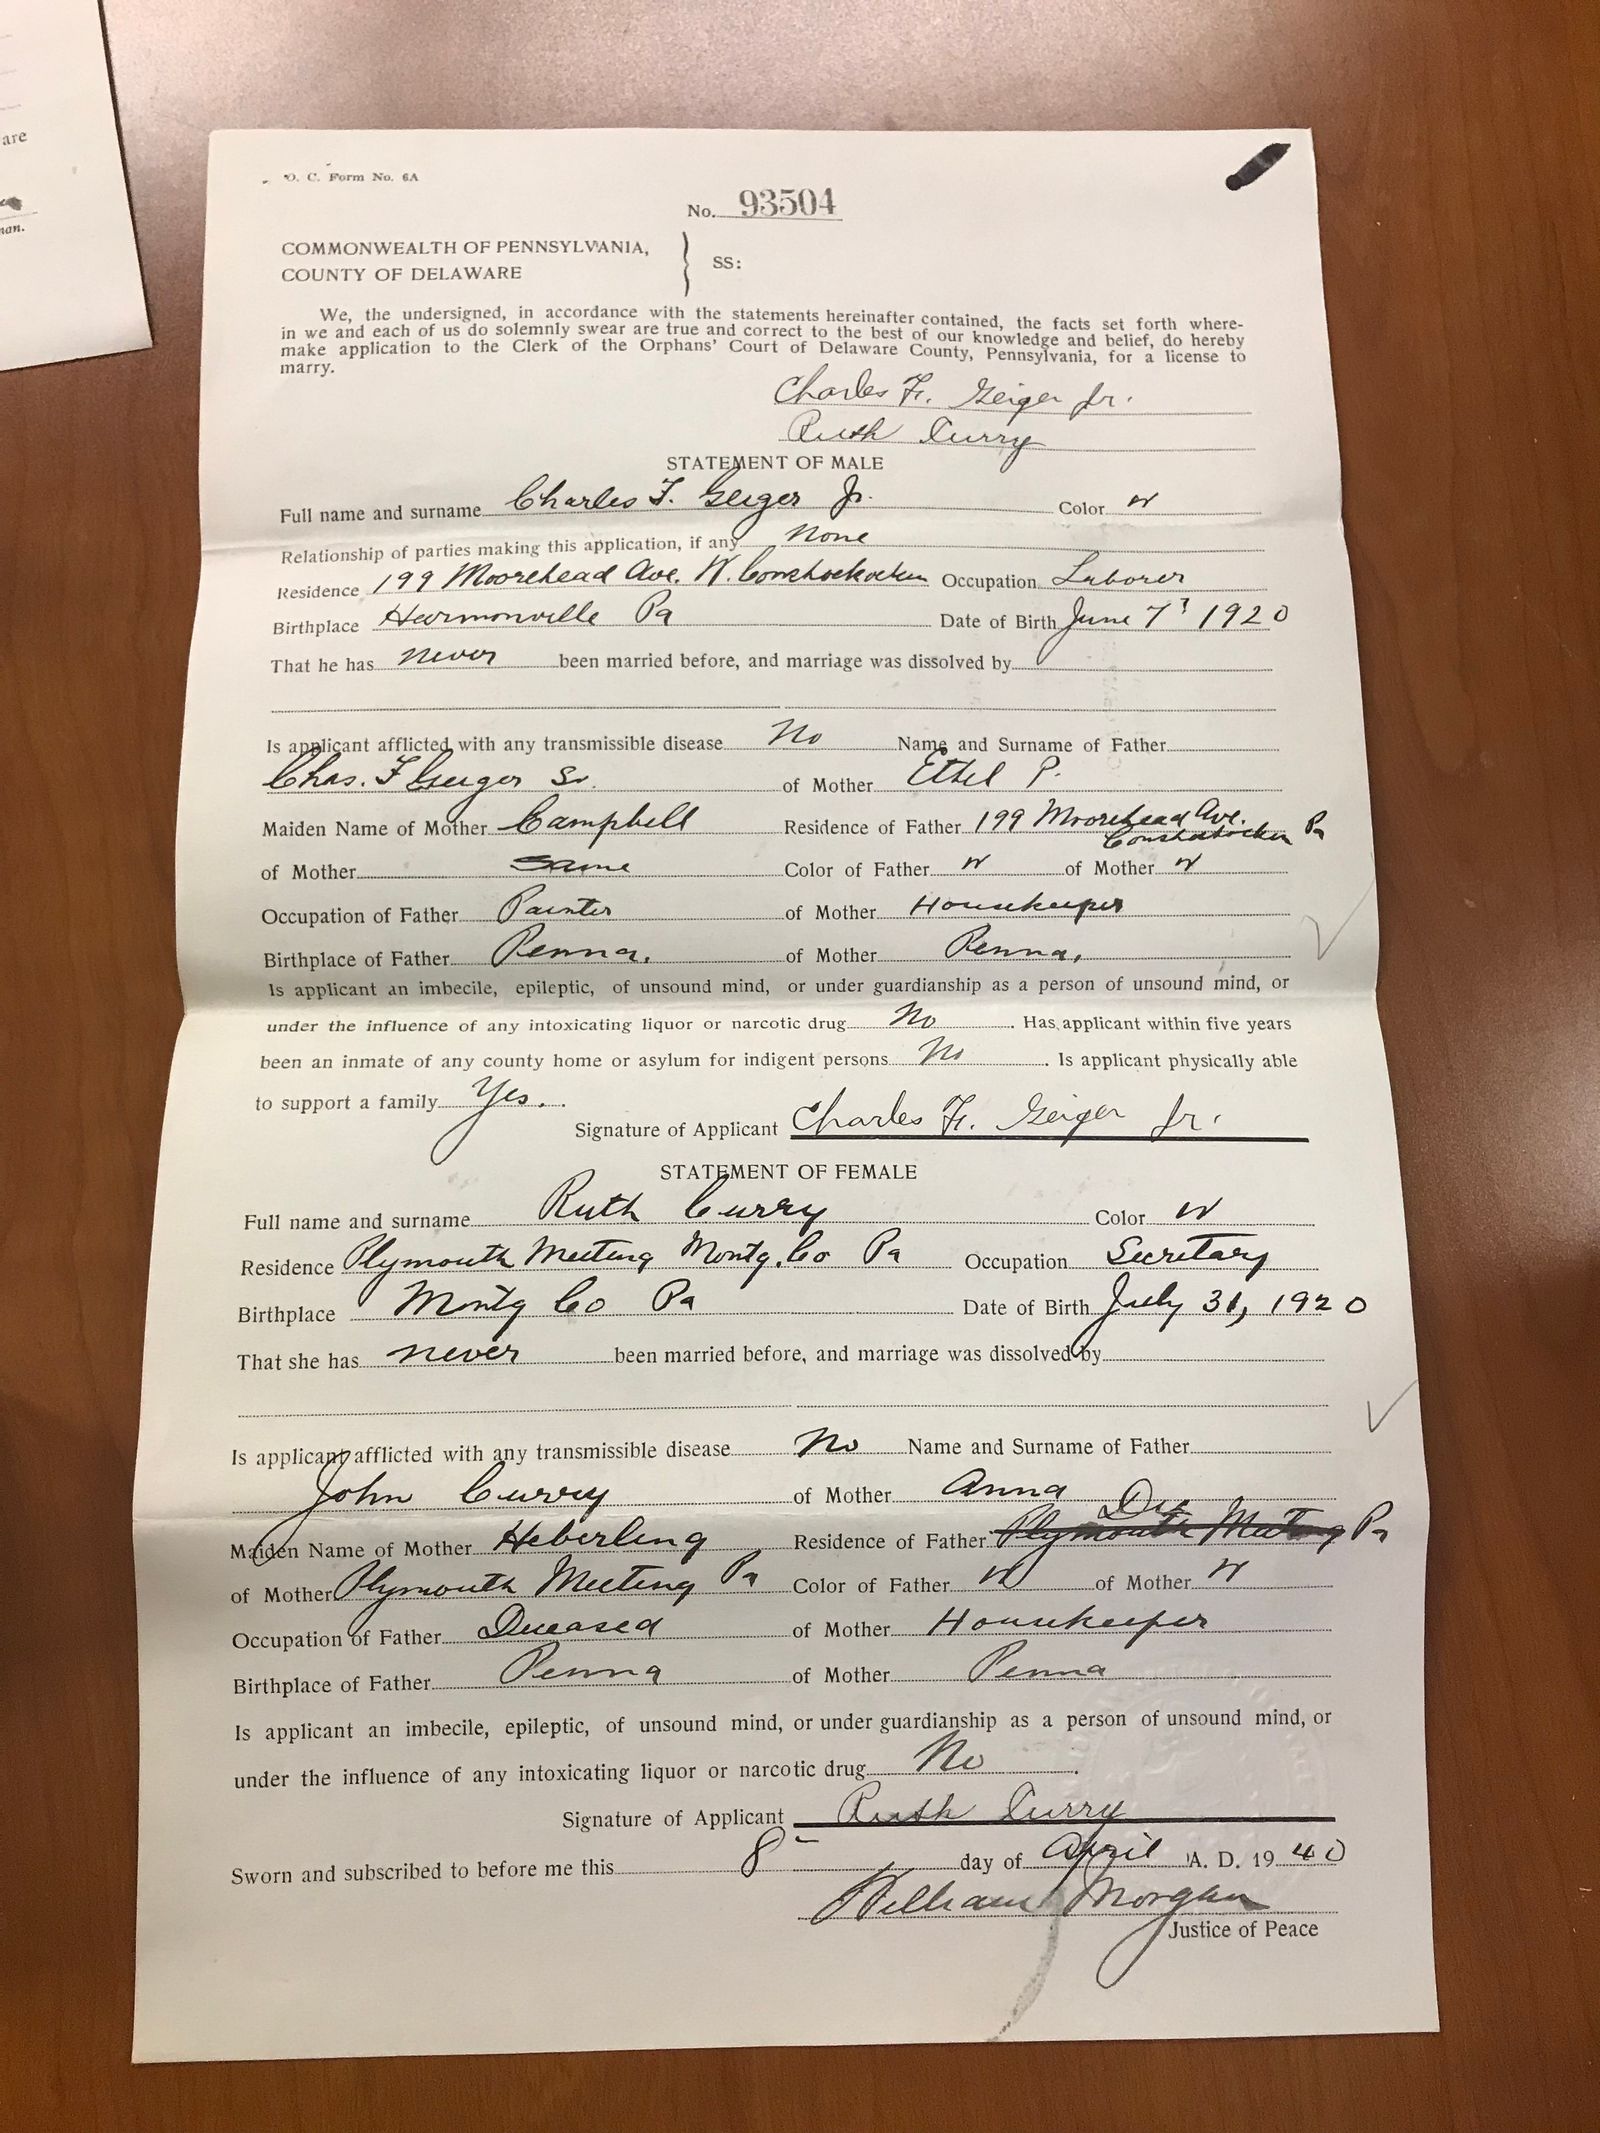 are
man.
O. C. Form No. 6A
No. 93504
COMMONWEALTH OF PENNSYLVANIA,
COUNTY OF DELAWARE
SS:
We, the undersigned, in accordance with the statements hereinafter contained, the facts set forth where-
in we and each of us do solemnly swear are true and correct to the best of our knowledge and belief, do hereby
make application to the Clerk of the Orphans' Court of Delaware County, Pennsylvania, for a license to
marry.
Charles F. Geiger Jr.
Ruth Curry
STATEMENT OF MALE
Full name and surname Charles F. Geiger Jr. Color W
Relationship of parties making this application, if any None
Residence 199 Moorehead Ave. W. Conshohocken Occupation Laborer
Birthplace Harmonville Pa Date of Birth June 7, 1920
That he has never been married before, and marriage was dissolved by
Is applicant afflicted with any transmissible disease No Name and Surname of Father
Chas. F Geiger Sr. of Mother Ethel P.
Maiden Name of Mother Campbell Residence of Father 199 Moorehead Ave. Conshohocken Pa
of Mother Same Color of Father W of Mother W
Occupation of Father Painter of Mother Housekeeper
Birthplace of Father Penna. of Mother Penna.
Is applicant an imbecile, epileptic, of unsound mind, or under guardianship as a person of unsound mind, or
under the influence of any intoxicating liquor or narcotic drug No . Has applicant within five years
been an inmate of any county home or asylum for indigent persons No . Is applicant physically able
to support a family Yes.
Signature of Applicant Charles F. Geiger Jr.
STATEMENT OF FEMALE
Full name and surname Ruth Curry Color W
Residence Plymouth Meeting Montg. Co Pa Occupation Secretary
Birthplace Montg Co Pa Date of Birth July 31, 1920
That she has never been married before, and marriage was dissolved by
Is applicant afflicted with any transmissible disease No Name and Surname of Father
John Curry of Mother Anna
Maiden Name of Mother Heberling Residence of Father Plymouth Meeting Pa
of Mother Plymouth Meeting Pa Color of Father W of Mother W
Occupation of Father Deceased of Mother Housekeeper
Birthplace of Father Penna of Mother Penna
Is applicant an imbecile, epileptic, of unsound mind, or under guardianship as a person of unsound mind, or
under the influence of any intoxicating liquor or narcotic drug No .
Signature of Applicant Ruth Curry
Sworn and subscribed to before me this 8 day of April A. D. 1940
William Morgan
Justice of Peace